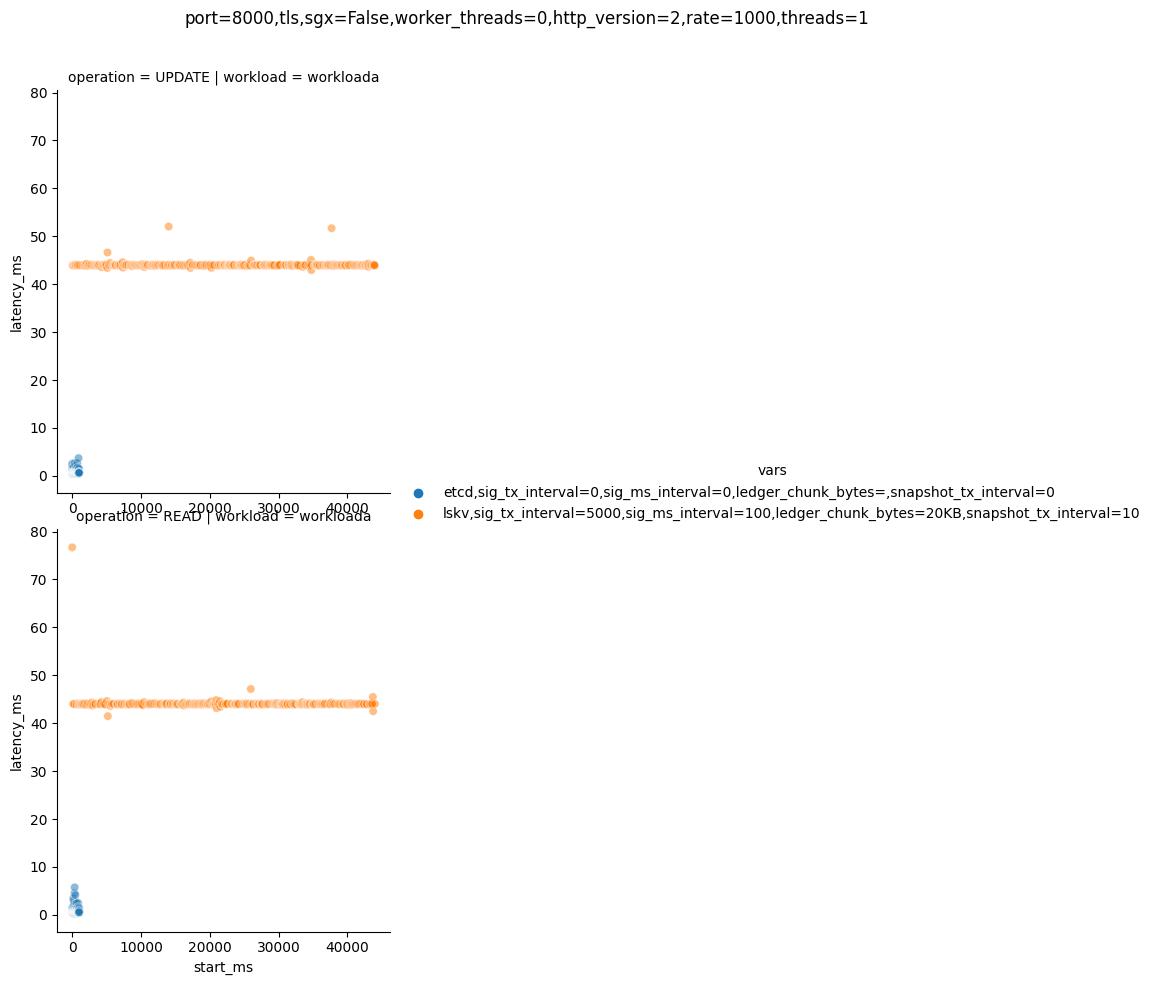 port=8000,tls,sgx=False,worker_threads=0,http_version=2,rate=1000,threads=1
operation = UPDATE | workload = workloada
80
70
60
50
40
30
20
10
0
latency_ms
0 10000 20000 30000 40000
vars
etcd,sig_tx_interval=0,sig_ms_interval=0,ledger_chunk_bytes=,snapshot_tx_interval=0
lskv,sig_tx_interval=5000,sig_ms_interval=100,ledger_chunk_bytes=20KB,snapshot_tx_interval=10
operation = READ | workload = workloada
80
70
60
50
40
30
20
10
0
latency_ms
0 10000 20000 30000 40000
start_ms